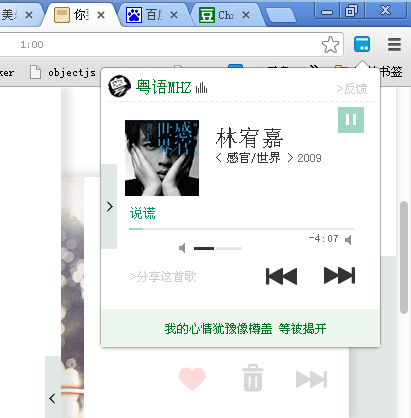 美
你
百度
Cha
1:00
ker
objectjs
书签
粤语MHZ
>反馈
感官
世界
林宥嘉
< 感官/世界 > 2009
说谎
-4:07
>分享这首歌
我的心情犹豫像樽盖 等被揭开